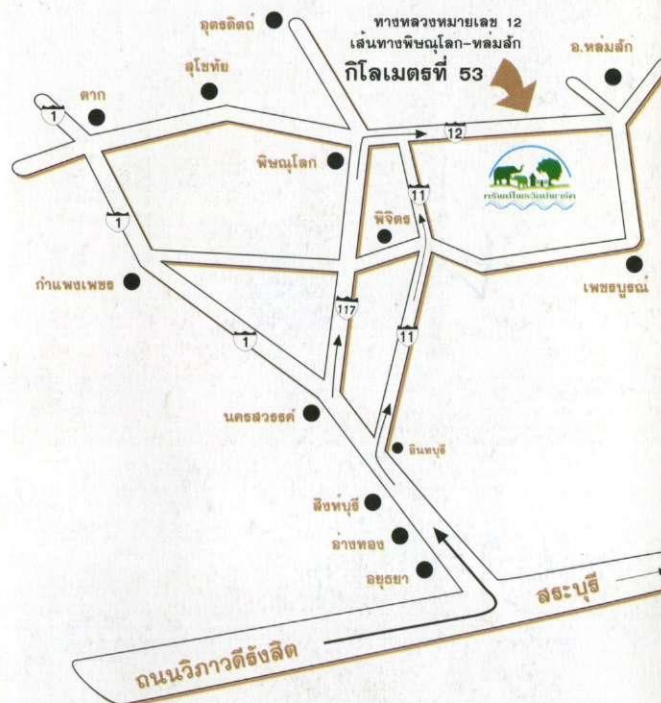 อุตรดิตถ์
ทางหลวงหมายเลข 12
เส้นทางพิษณุโลก-หล่มสัก
กิโลเมตรที่ 53
อ.หล่มสัก
สุโขทัย
ตาก
1
12
พิษณุโลก
11
1
พิจิตร
กำแพงเพชร
เพชรบูรณ์
117
1
11
นครสวรรค์
อินทบุรี
สิงห์บุรี
อ่างทอง
อยุธยา
สระบุรี
ถนนวิภาวดีรังสิต